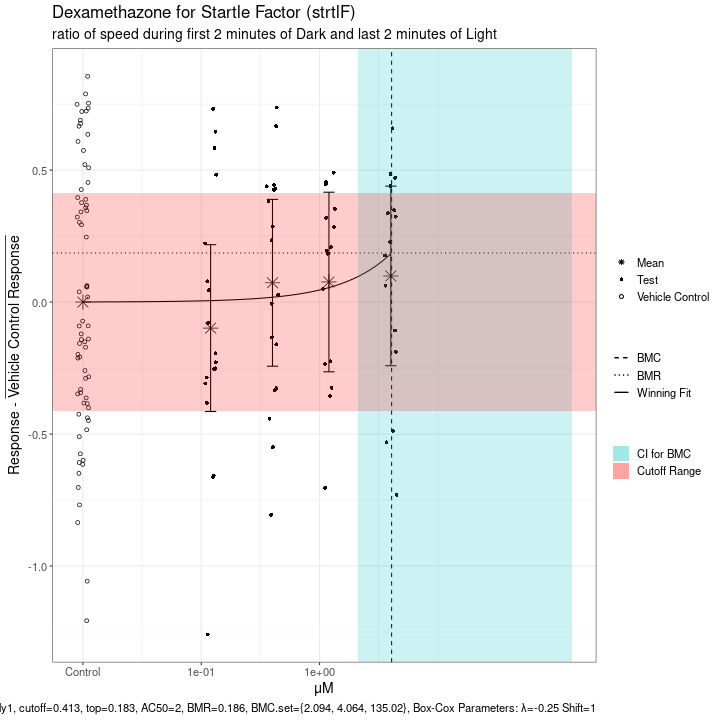 Dexamethazone for Startle Factor (strtlF)
ratio of speed during first 2 minutes of Dark and last 2 minutes of Light
Response - Vehicle Control Response
0.5
0.0
-0.5
-1.0
Control
1e-01
1e+00
μM
Mean
Test
Vehicle Control
BMC
BMR
Winning Fit
CI for BMC
Cutoff Range
ly1, cutoff=0.413, top=0.183, AC50=2, BMR=0.186, BMC.set={2.094, 4.064, 135.02}, Box-Cox Parameters: λ=-0.25 Shift=1